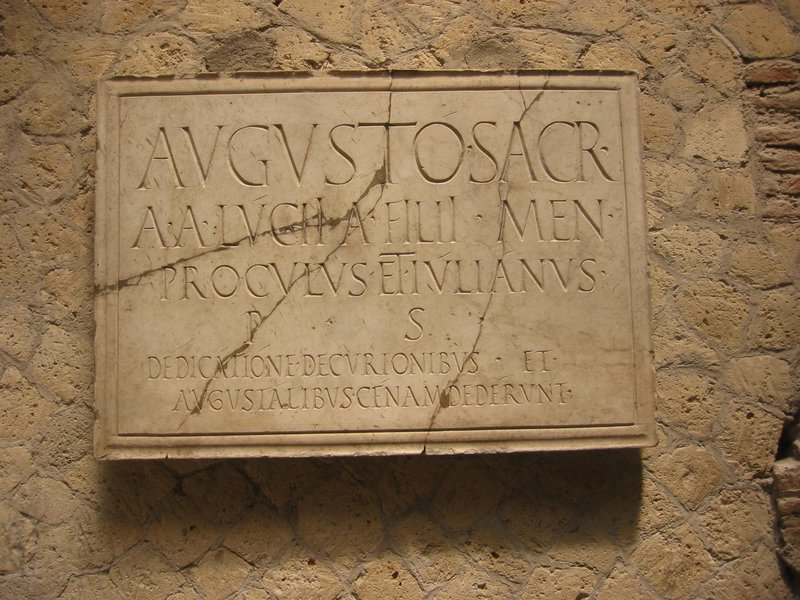 AVGVSTO·SACR·
A·A·LVCII·A·FILII·MEN·
PROCVLVS·ET·IVLIANVS·
P·S·
DEDICATIONE·DECVRIONIBVS·ET·
AVGVSTALIBVS·CENAM·DEDERVNT·